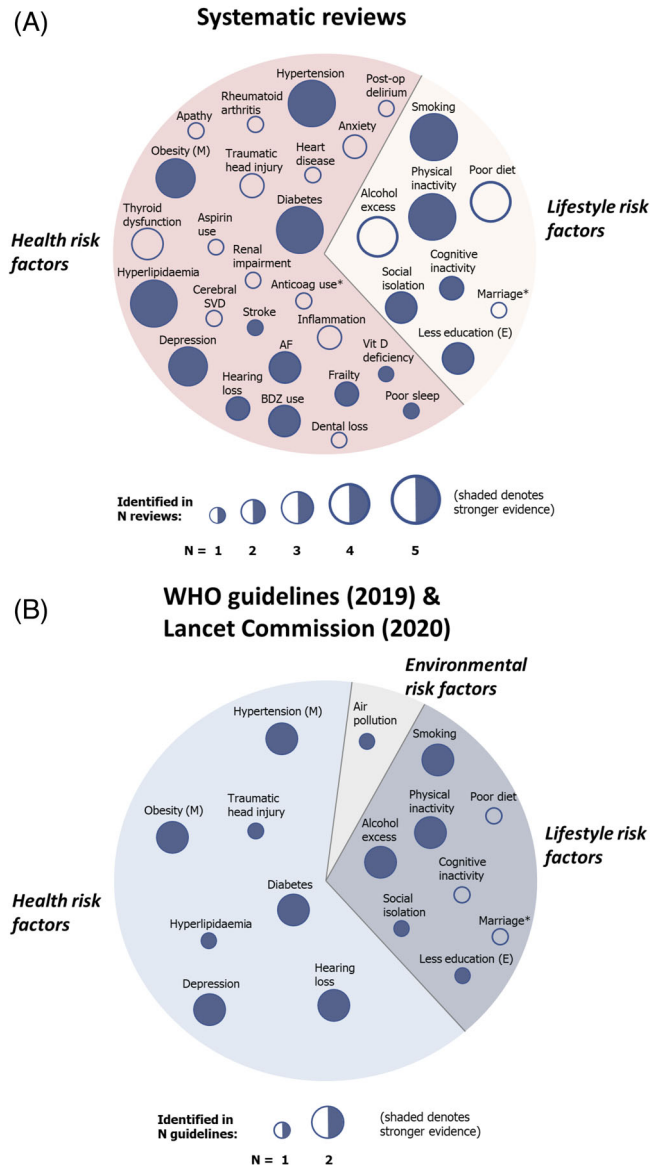 (A)
Systematic reviews
Hypertension
Post-op
delirium
Rheumatoid
arthritis
Apathy
Anxiety
Smoking
Obesity (M)
Traumatic
head injury
Heart
disease
Physical
inactivity
Poor diet
Diabetes
Alcohol
excess
Thyroid
dysfunction
Aspirin
use
Health risk
factors
Lifestyle risk
factors
Renal
impairment
Cognitive
inactivity
Social
isolation
Hyperlipidaemia
Cerebral
SVD
Anticoag use*
Marriage*
Stroke
Inflammation
Less education (E)
Depression
AF
Vit D
deficiency
Hearing
loss
Frailty
BDZ use
Poor sleep
Dental loss
Identified in
N reviews:
(shaded denotes
stronger evidence)
N = 1 2 3 4 5
(B)
WHO guidelines (2019) &
Lancet Commission (2020)
Environmental
risk factors
Hypertension (M)
Air
pollution
Smoking
Obesity (M)
Traumatic
head injury
Physical
inactivity
Poor diet
Alcohol
excess
Lifestyle risk
factors
Cognitive
inactivity
Diabetes
Health risk
factors
Social
isolation
Hyperlipidaemia
Marriage*
Less education (E)
Depression
Hearing
loss
Identified in
N guidelines:
(shaded denotes
stronger evidence)
N = 1 2